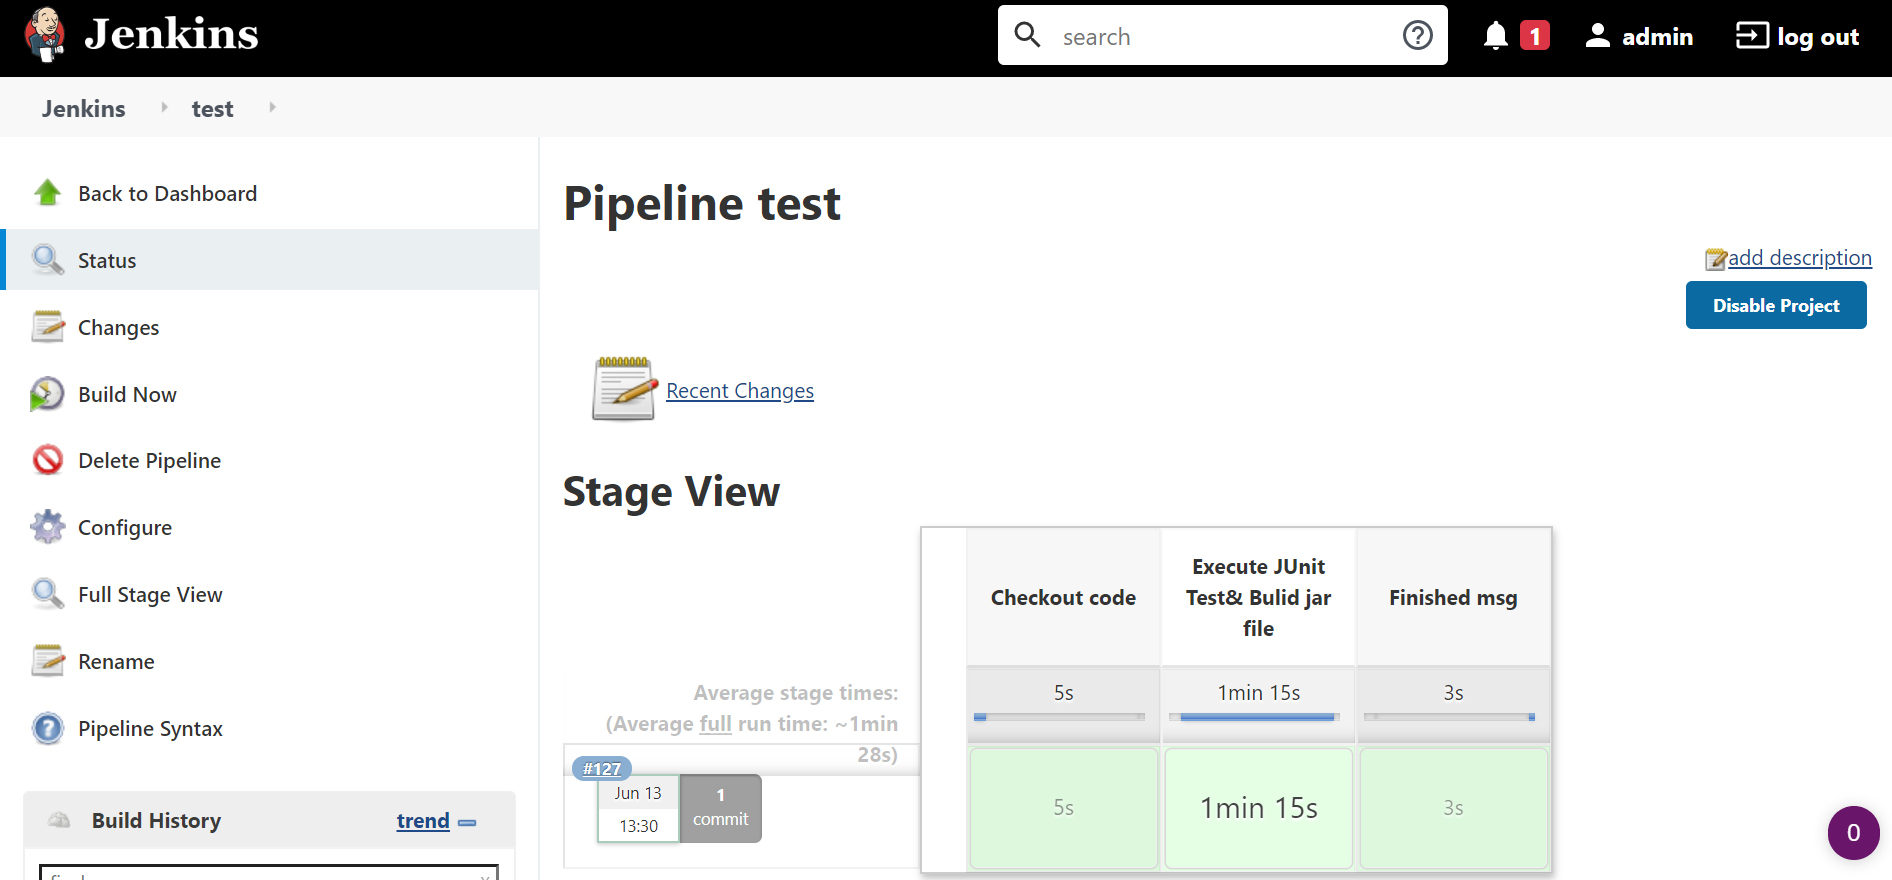 Jenkins
search
1
admin
log out
Jenkins
test
Back to Dashboard
Status
Changes
Build Now
Delete Pipeline
Configure
Full Stage View
Rename
Pipeline Syntax
Build History
trend
Pipeline test
add description
Disable Project
Recent Changes
Stage View
Average stage times:
(Average full run time: ~1min
28s)
Checkout code
Execute JUnit
Test& Bulid jar
file
Finished msg
5s
1min 15s
3s
#127
Jun 13
13:30
1
commit
5s
1min 15s
3s
0